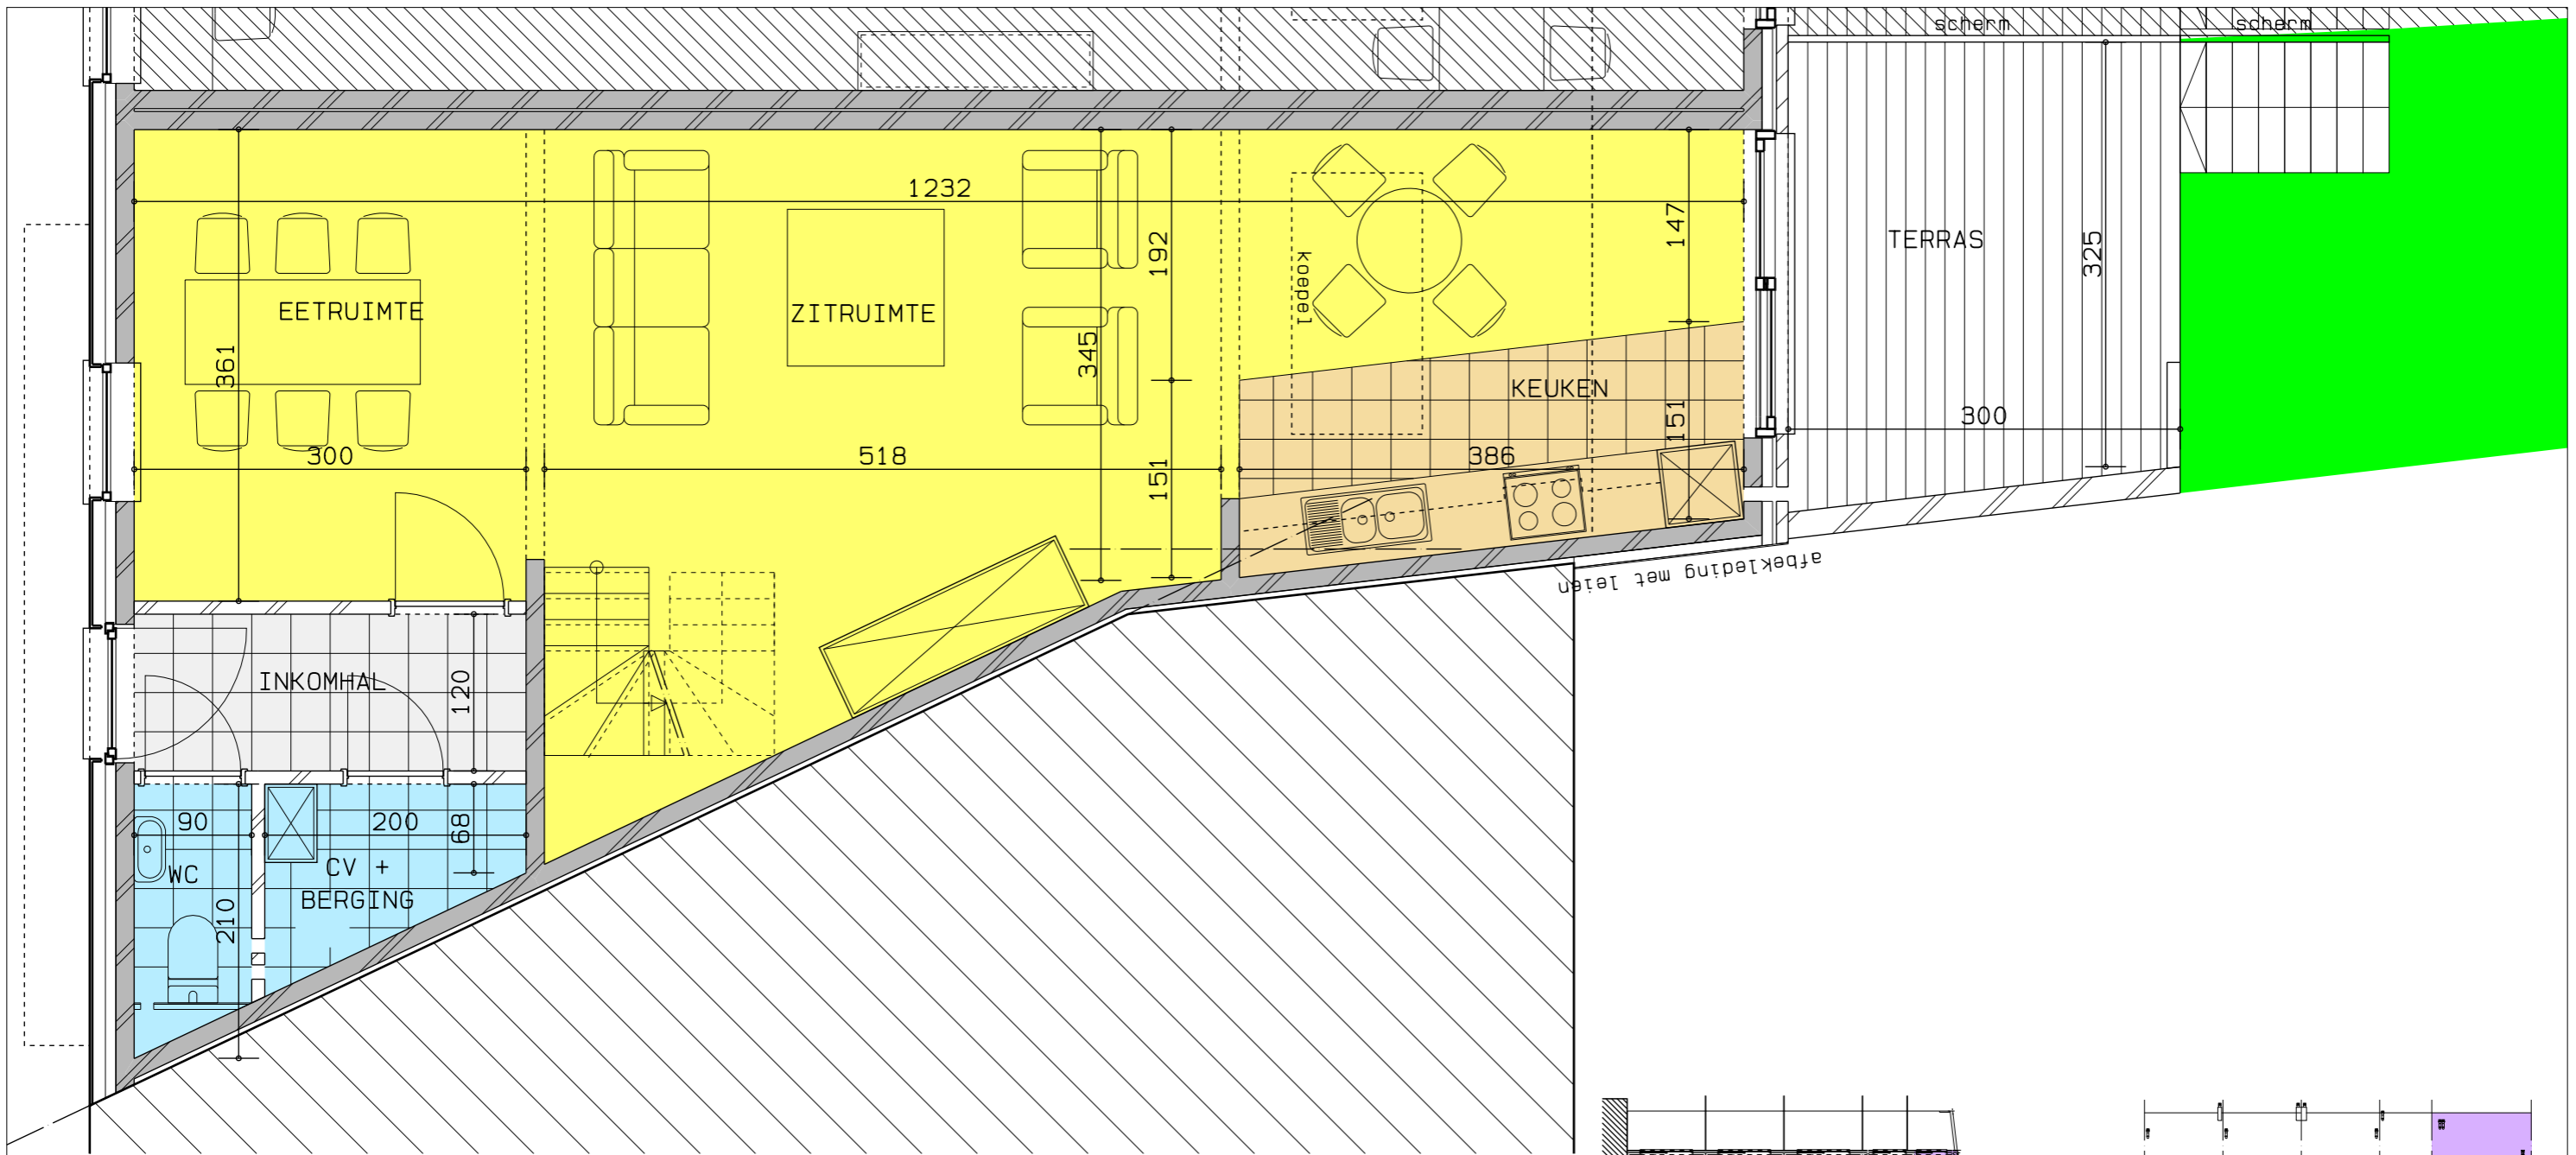 scherm
scherm
1232
147
192
TERRAS
325
koepel
EETRUIMTE
ZITRUIMTE
361
345
KEUKEN
151
300
300
518
386
151
afbekleding met leien
INKOMHAL
120
90
200
68
WC
CV +
BERGING
210